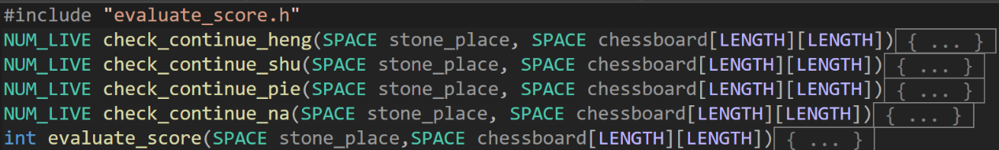 #include "evaluate_score.h"
NUM_LIVE check_continue_heng(SPACE stone_place, SPACE chessboard[LENGTH][LENGTH]){ ... }
NUM_LIVE check_continue_shu(SPACE stone_place, SPACE chessboard[LENGTH][LENGTH]){ ... }
NUM_LIVE check_continue_pie(SPACE stone_place, SPACE chessboard[LENGTH][LENGTH]){ ... }
NUM_LIVE check_continue_na(SPACE stone_place, SPACE chessboard[LENGTH][LENGTH]){ ... }
int evaluate_score(SPACE stone_place,SPACE chessboard[LENGTH][LENGTH]){ ... }